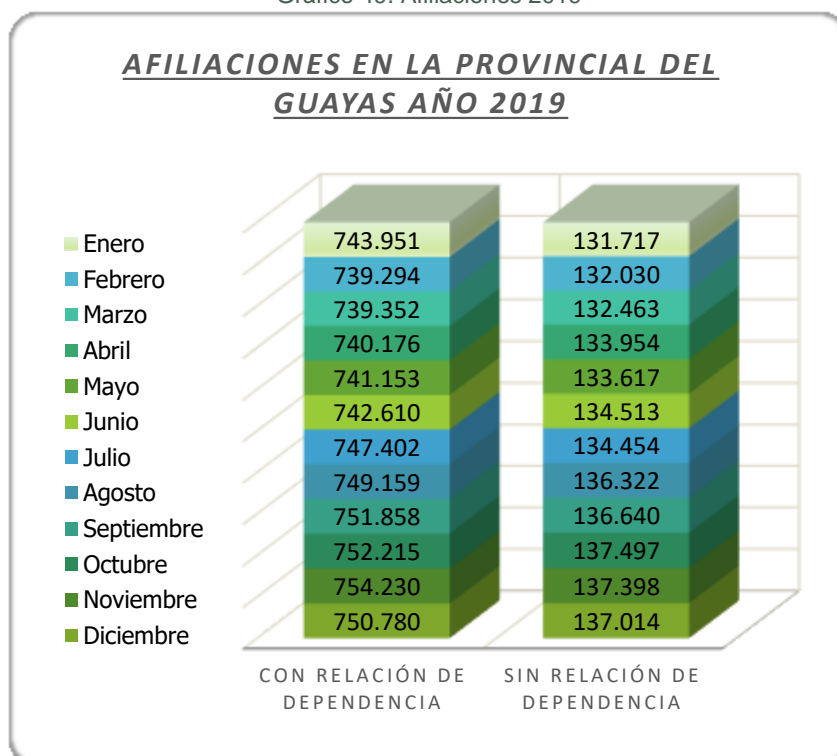 AFILIACIONES EN LA PROVINCIAL DEL
GUAYAS AÑO 2019
Enero
Febrero
Marzo
Abril
Mayo
Junio
Julio
Agosto
Septiembre
Octubre
Noviembre
Diciembre
743.951
739.294
739.352
740.176
741.153
742.610
747.402
749.159
751.858
752.215
754.230
750.780
131.717
132.030
132.463
133.954
133.617
134.513
134.454
136.322
136.640
137.497
137.398
137.014
CON RELACIÓN DE
DEPENDENCIA
SIN RELACIÓN DE
DEPENDENCIA